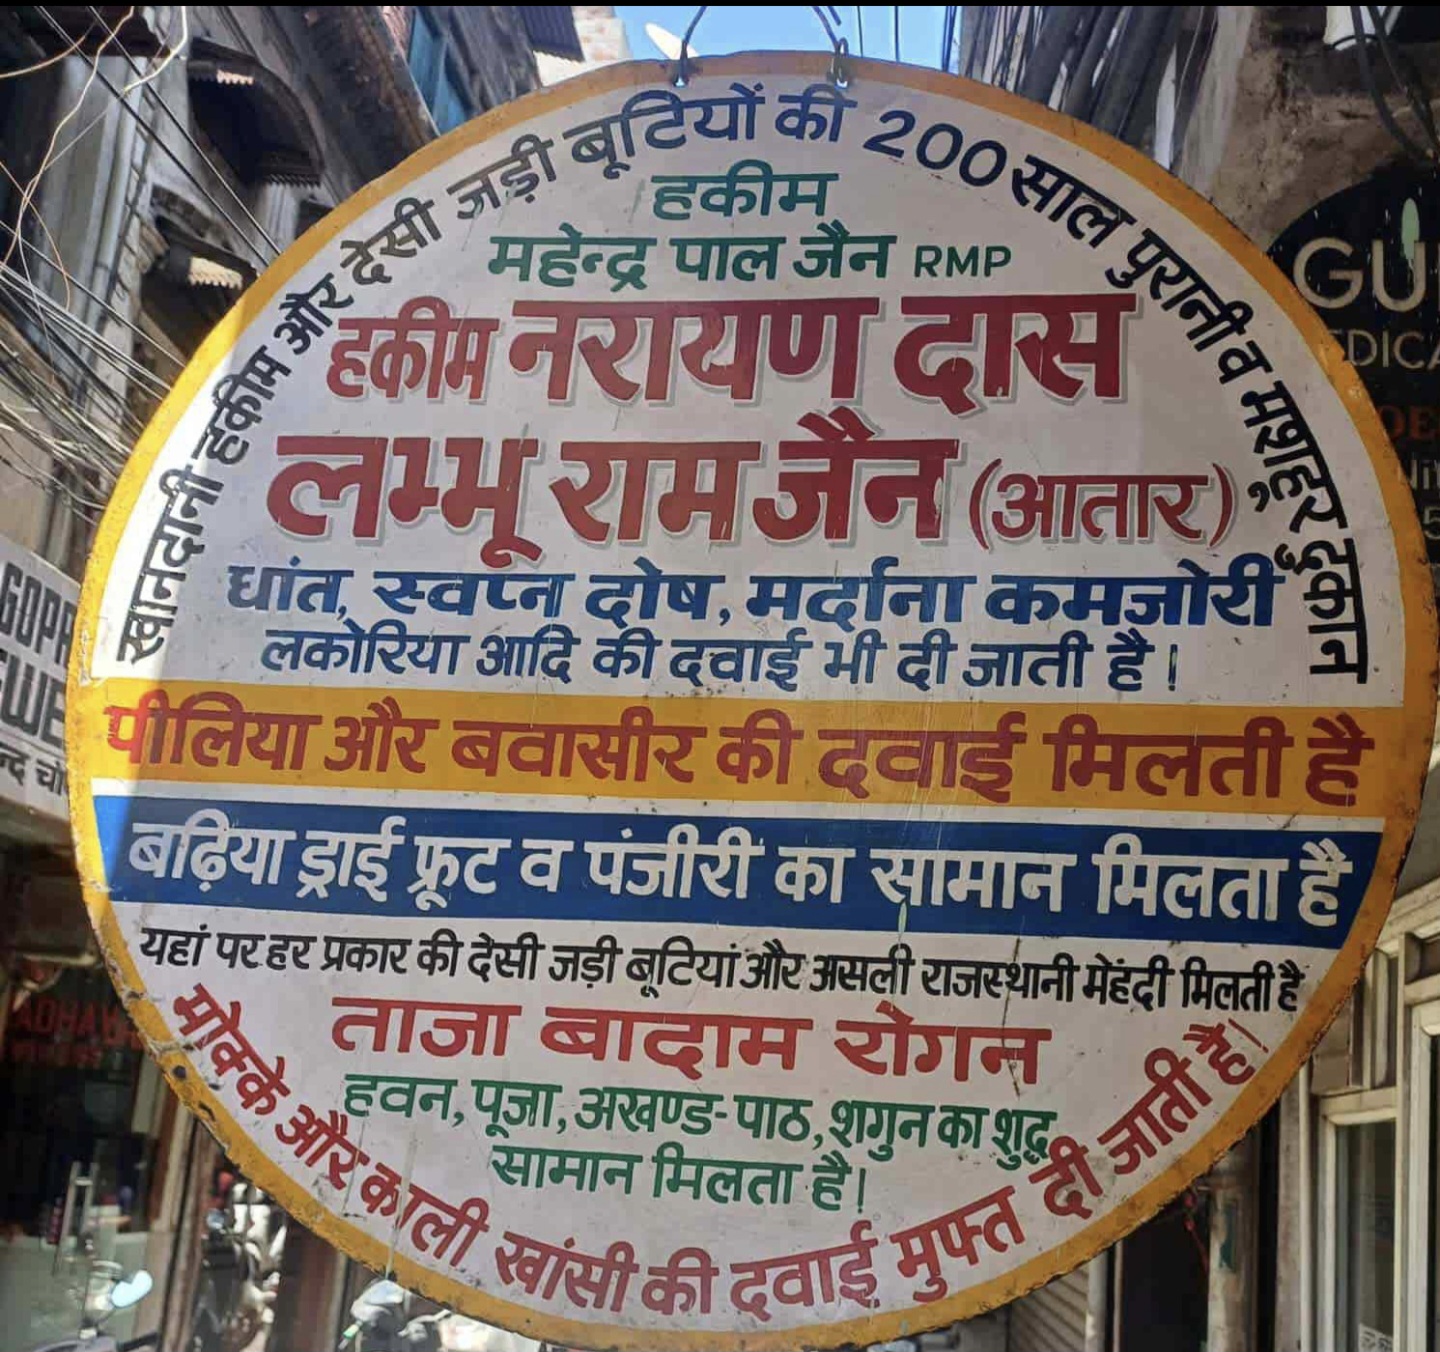 खानदानी हकीम और देसी जड़ी बूटियों की 200 साल पुरानी व मशहूर दुकान
हकीम
महेन्द्र पाल जैन RMP
हकीम नरायण दास
लम्भू राम जैन (आतार)
धांत, स्वप्न दोष, मर्दाना कमजोरी
लकोरिया आदि की दवाई भी दी जाती है।
पीलिया और बवासीर की दवाई मिलती है
बढ़िया ड्राई फ्रूट व पंजीरी का सामान मिलता है
यहां पर हर प्रकार की देसी जड़ी बूटियां और असली राजस्थानी मेंहंदी मिलती है
ताजा बादाम रोगन
हवन, पूजा, अखण्ड-पाठ, शगुन का शुद्ध
सामान मिलता है।
मोक्के और काली खांसी की दवाई मुफ्त दी जाती है।